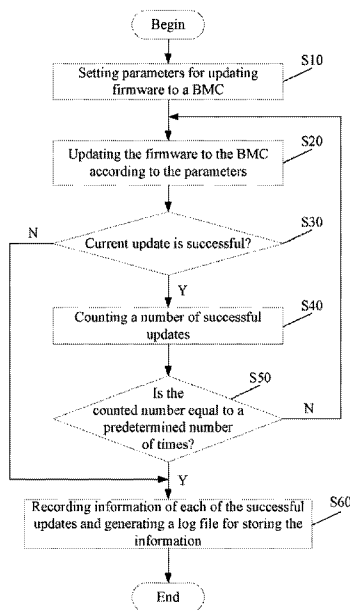 Begin
S10
Setting parameters for updating
firmware to a BMC
S20
Updating the firmware to the BMC
according to the parameters
S30
N
Current update is successful?
Y
S40
Counting a number of successful
updates
S50
Is the
counted number equal to a
predetermined number
of times?
N
Y
S60
Recording information of each of the successful
updates and generating a log file for storing the
information
End